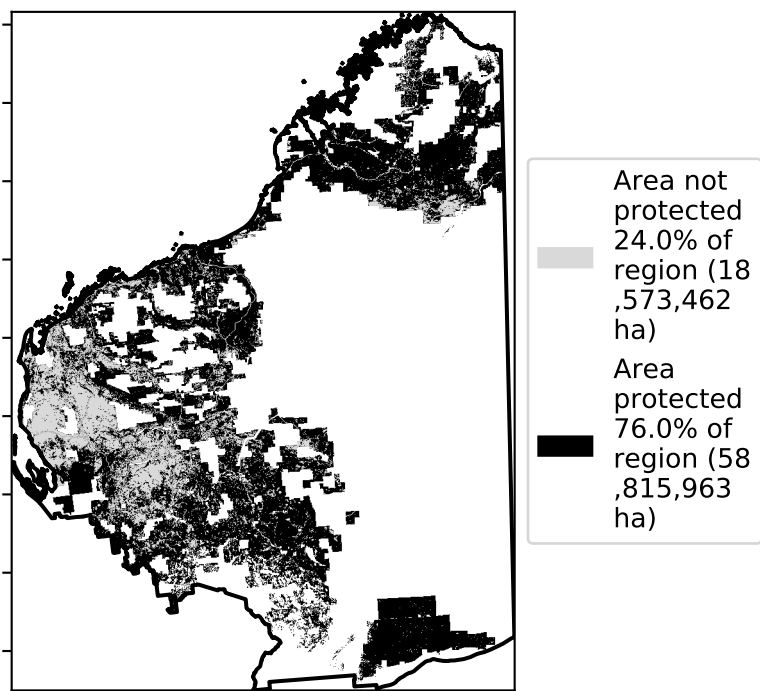 Area not
protected
24.0% of
region (18
,573,462
ha)
Area
protected
76.0% of
region (58
,815,963
ha)